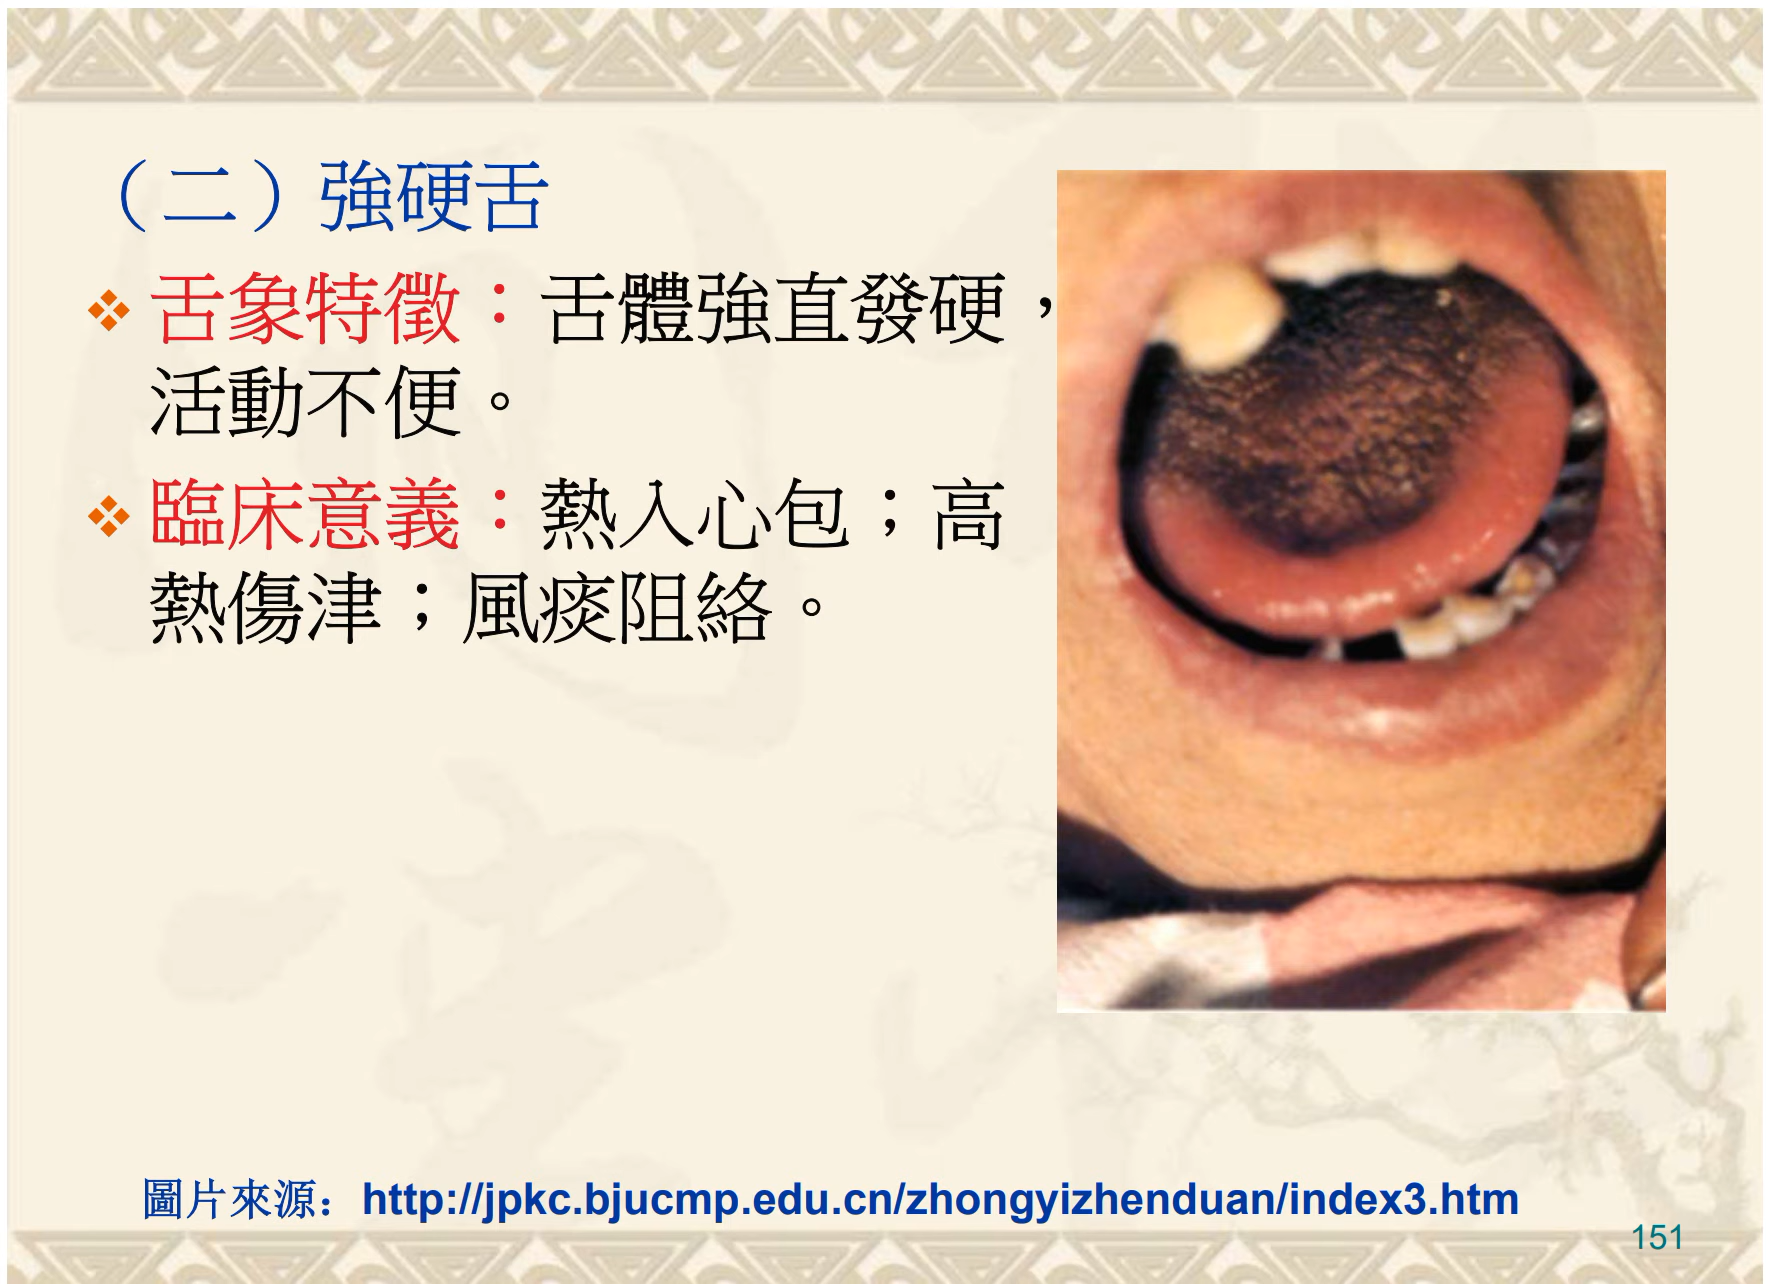 （二）強硬舌
舌象特徵：舌體強直發硬，
活動不便。
臨床意義：熱入心包；高
熱傷津；風痰阻絡。
圖片來源：http://jpkc.bjucmp.edu.cn/zhongyizhenduan/index3.htm
151